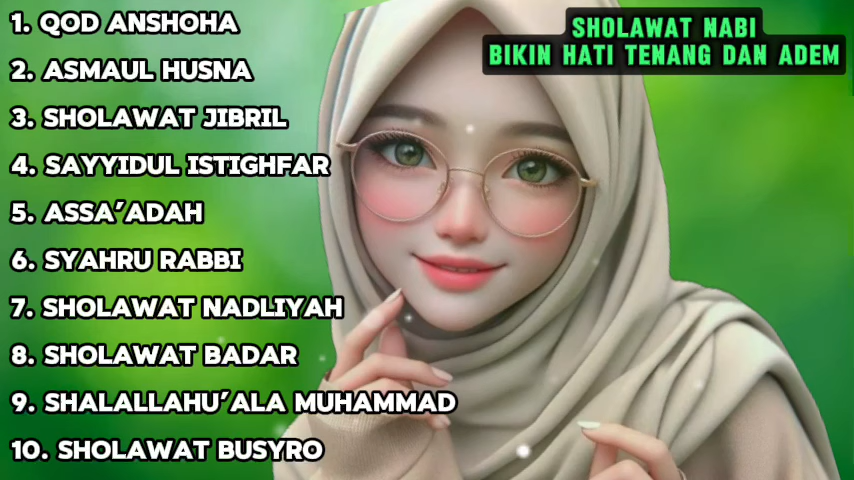 1. QOD ANSHOHA
2. ASMAUL HUSNA
3. SHOLAWAT JIBRIL
4. SAYYIDUL ISTIGHFAR
5. ASSA'ADAH
6. SYAHRU RABBI
7. SHOLAWAT NADLIYAH
8. SHOLAWAT BADAR
9. SHALALLAHU'ALA MUHAMMAD
10. SHOLAWAT BUSYRO
SHOLAWAT NABI
BIKIN HATI TENANG DAN ADEM